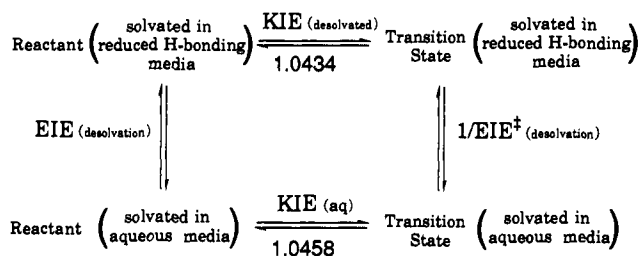 Reactant ( solvated in reduced H-bonding media ) KIE (desolvated) 1.0434 Transition State ( solvated in reduced H-bonding media )
EIE (desolvation) 1/EIE‡ (desolvation)
Reactant ( solvated in aqueous media ) KIE (aq) 1.0458 Transition State ( solvated in aqueous media )